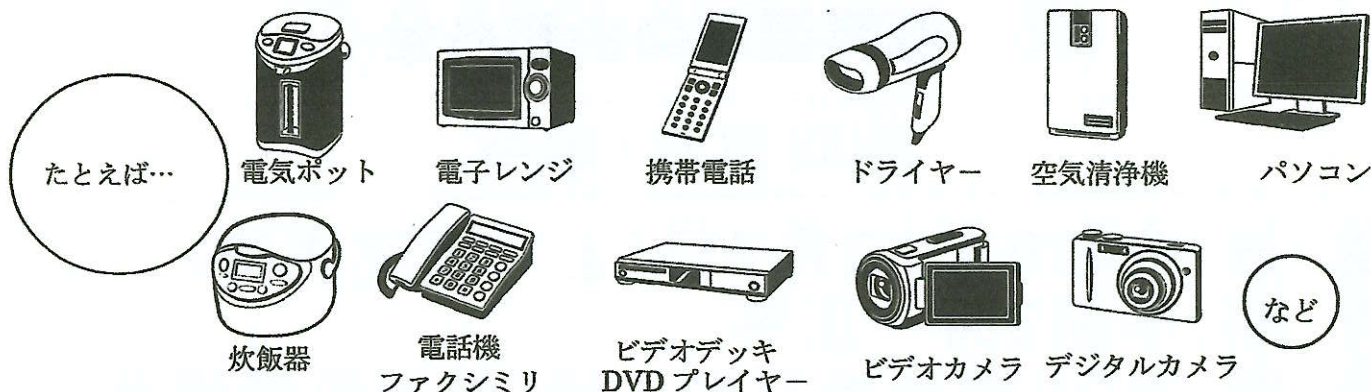 たとえば…
電気ポット
電子レンジ
携帯電話
ドライヤー
空気清浄機
パソコン
炊飯器
電話機
ファクシミリ
ビデオデッキ
DVD プレイヤー
ビデオカメラ
デジタルカメラ
など